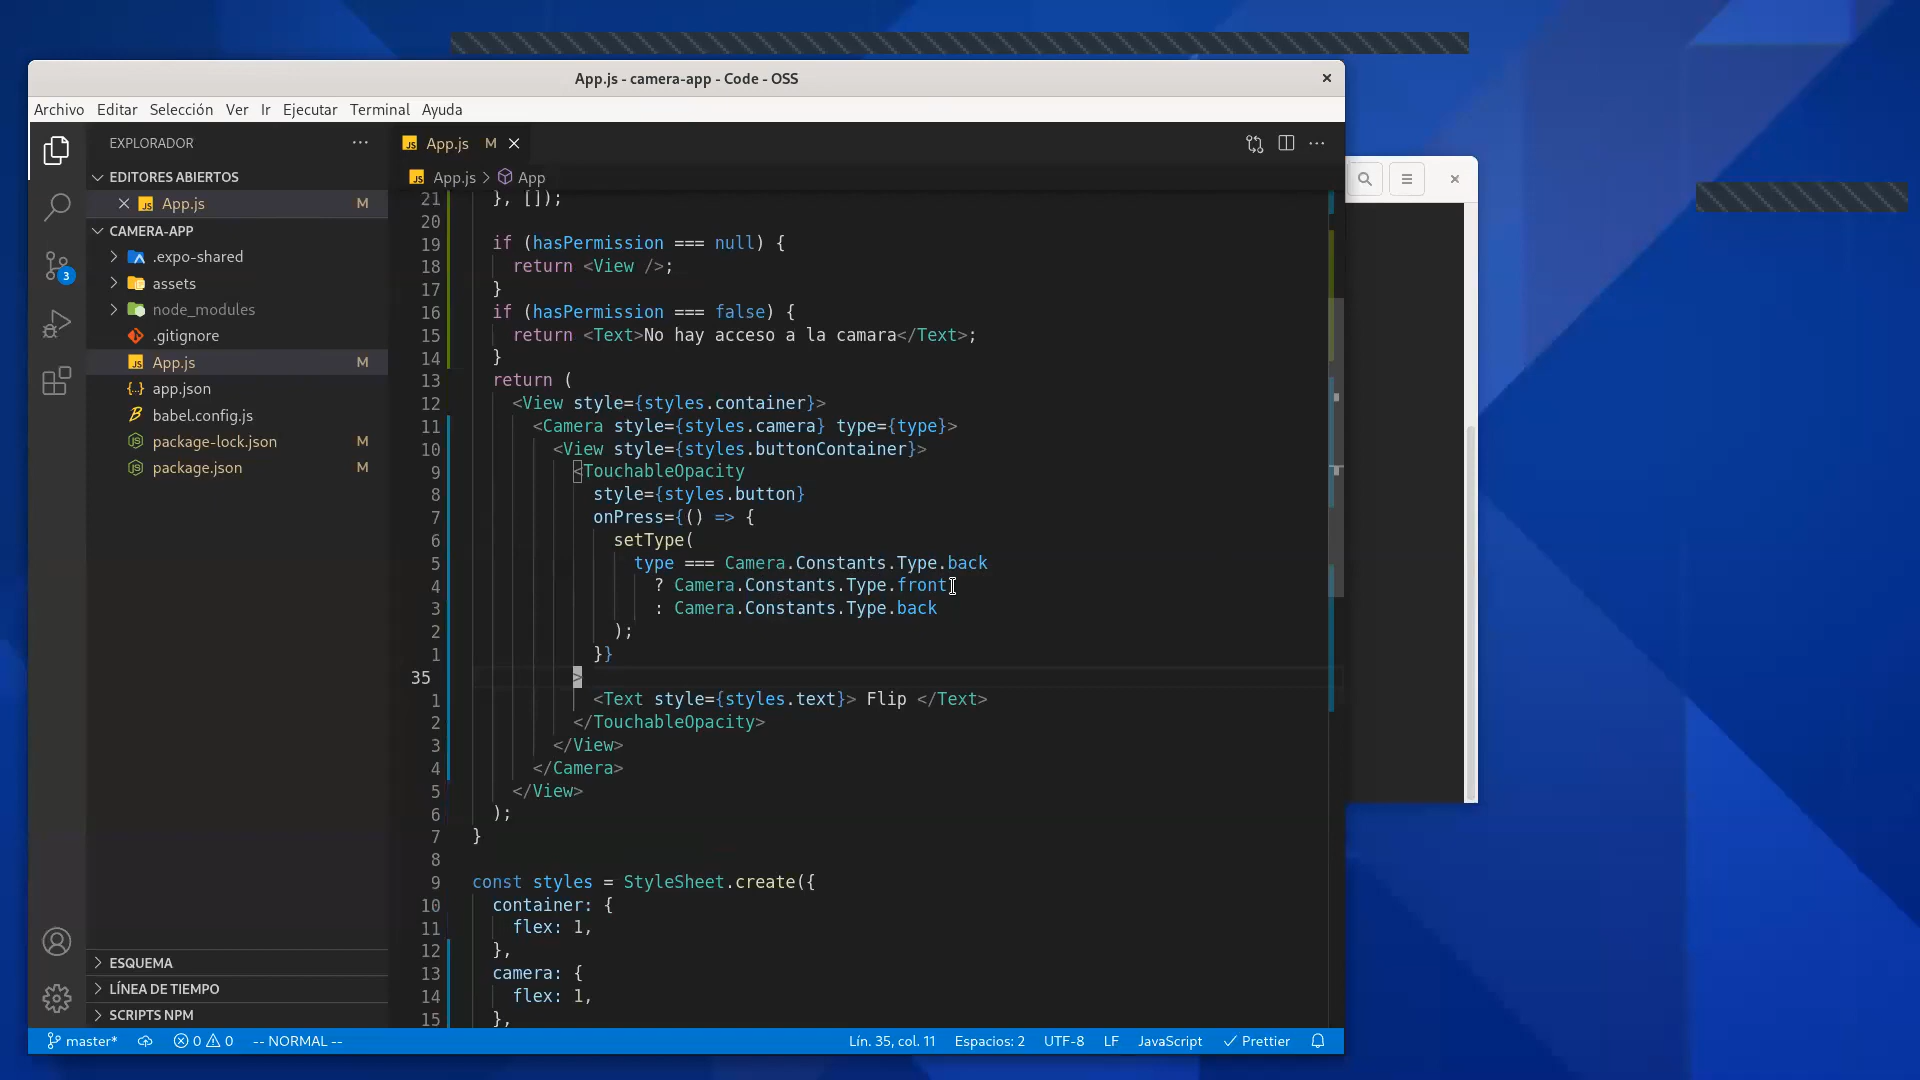 App.js - camera-app - Code - OSS
Archivo Editar Selección Ver Ir Ejecutar Terminal Ayuda
EXPLORADOR
EDITORES ABIERTOS
App.js M
CAMERA-APP
.expo-shared
assets
node_modules
.gitignore
App.js M
app.json
babel.config.js
package-lock.json M
package.json M
3
ESQUEMA
LÍNEA DE TIEMPO
SCRIPTS NPM
App.js M
App.js > App
21 }, []);
20
19 if (hasPermission === null) {
18 return <View />;
17 }
16 if (hasPermission === false) {
15 return <Text>No hay acceso a la camara</Text>;
14 }
13 return (
12 <View style={styles.container}>
11 <Camera style={styles.camera} type={type}>
10 <View style={styles.buttonContainer}>
9 <TouchableOpacity
8 style={styles.button}
7 onPress={() => {
6 setType(
5 type === Camera.Constants.Type.back
4 ? Camera.Constants.Type.front
3 : Camera.Constants.Type.back
2 );
1 }}
35 >
1 <Text style={styles.text}> Flip </Text>
2 </TouchableOpacity>
3 </View>
4 </Camera>
5 </View>
6 );
7 }
8
9 const styles = StyleSheet.create({
10 container: {
11 flex: 1,
12 },
13 camera: {
14 flex: 1,
15 },
master* 0 0 -- NORMAL -- Lín. 35, col. 11 Espacios: 2 UTF-8 LF JavaScript Prettier